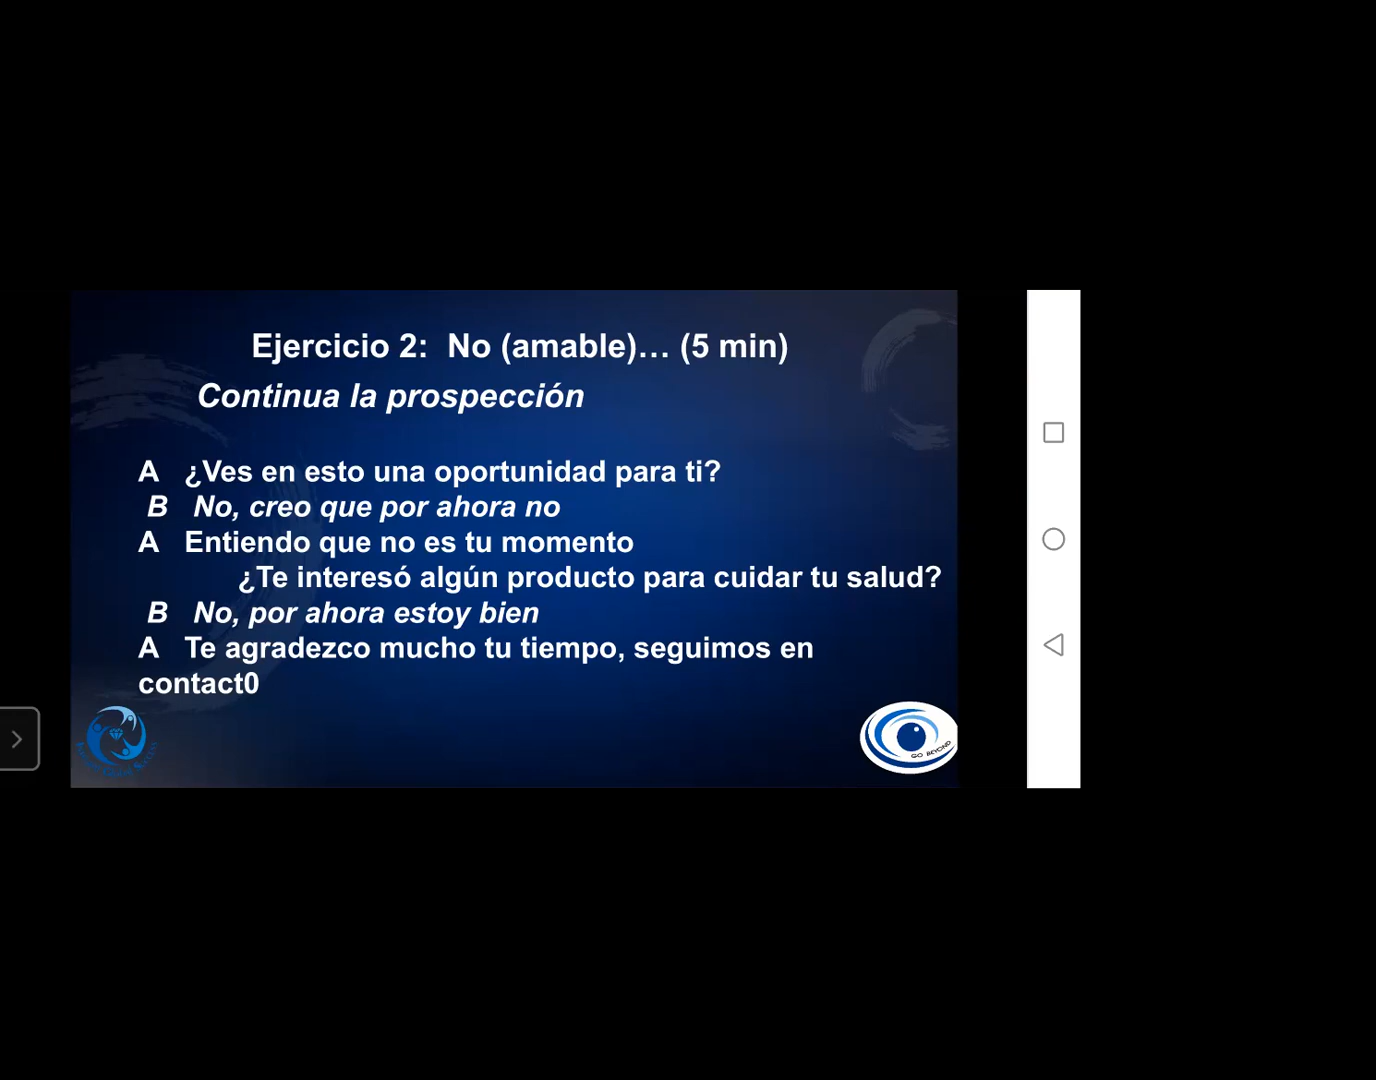 Ejercicio 2: No (amable)… (5 min)
Continua la prospección
A ¿Ves en esto una oportunidad para ti?
B No, creo que por ahora no
A Entiendo que no es tu momento
¿Te interesó algún producto para cuidar tu salud?
B No, por ahora estoy bien
A Te agradezco mucho tu tiempo, seguimos en
contact0
GO BEYOND